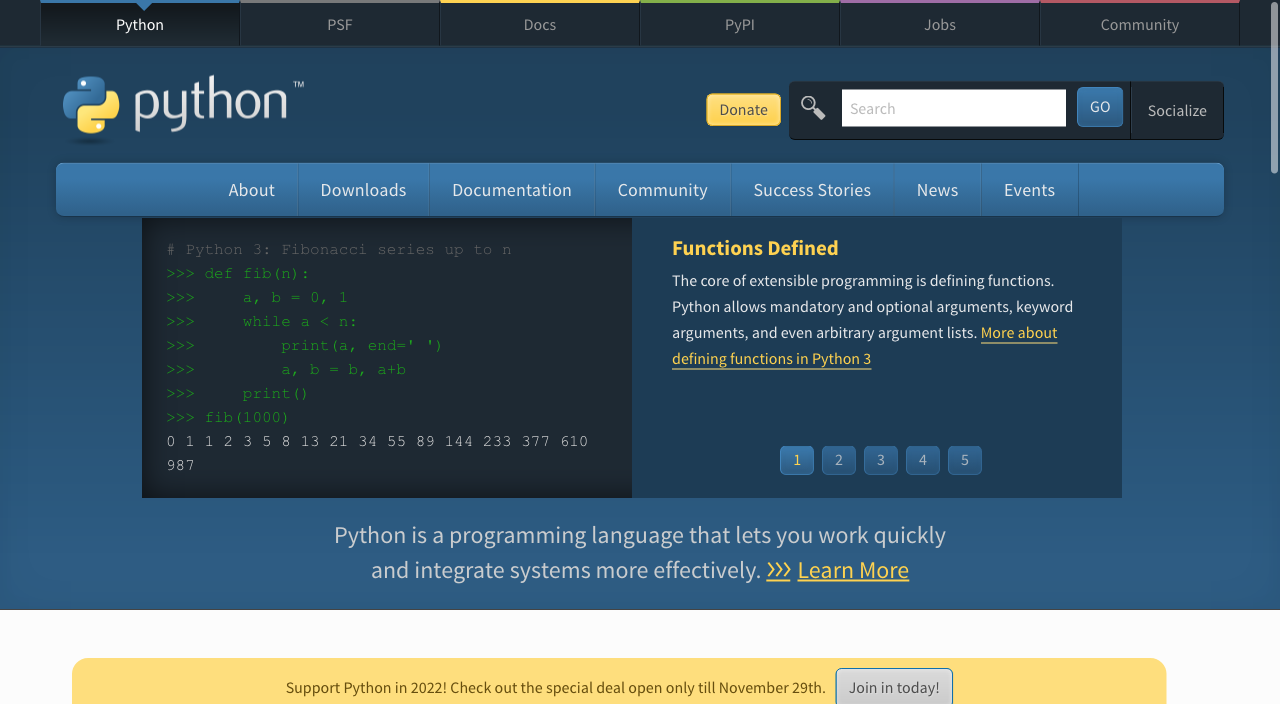 Python
PSF
Docs
PyPI
Jobs
Community
python™
Donate
Search
GO
Socialize
About
Downloads
Documentation
Community
Success Stories
News
Events
# Python 3: Fibonacci series up to n
>>> def fib(n):
>>>     a, b = 0, 1
>>>     while a < n:
>>>         print(a, end=' ')
>>>         a, b = b, a+b
>>>     print()
>>> fib(1000)
0 1 1 2 3 5 8 13 21 34 55 89 144 233 377 610
987
Functions Defined
The core of extensible programming is defining functions.
Python allows mandatory and optional arguments, keyword
arguments, and even arbitrary argument lists. More about
defining functions in Python 3
1
2
3
4
5
Python is a programming language that lets you work quickly
and integrate systems more effectively. >>> Learn More
Support Python in 2022! Check out the special deal open only till November 29th.
Join in today!